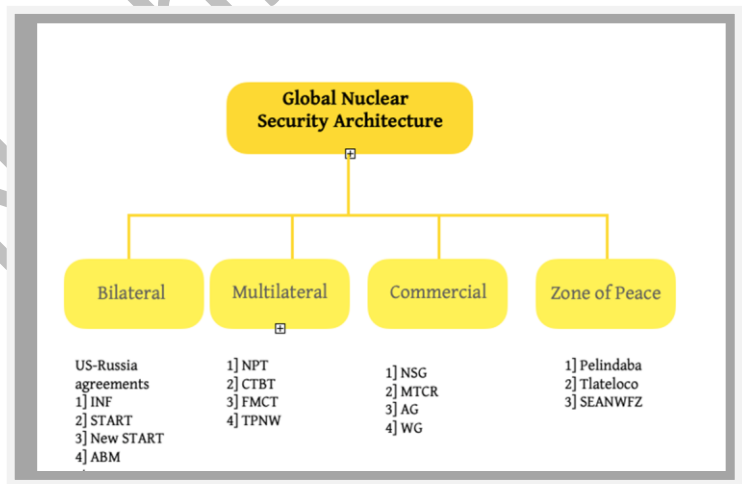 Global Nuclear
Security Architecture
Bilateral
Multilateral
Commercial
Zone of Peace
US-Russia
agreements
1] INF
2] START
3] New START
4] ABM
1] NPT
2] CTBT
3] FMCT
4] TPNW
1] NSG
2] MTCR
3] AG
4] WG
1] Pelindaba
2] Tlateloco
3] SEANWFZ